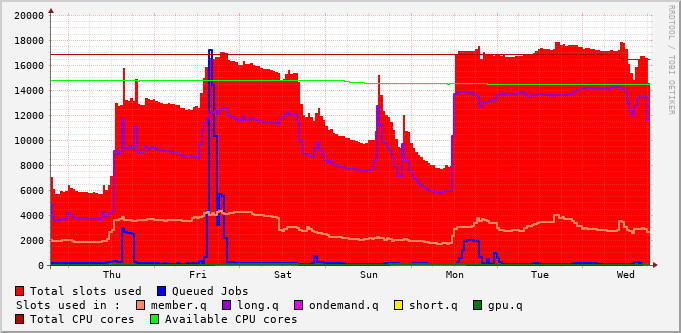 20000
18000
16000
14000
12000
10000
8000
6000
4000
2000
0
Thu Fri Sat Sun Mon Tue Wed
RRDTOOL / TOBI OETIKER
Total slots used Queued Jobs
Slots used in : member.q long.q ondemand.q short.q gpu.q
Total CPU cores Available CPU cores